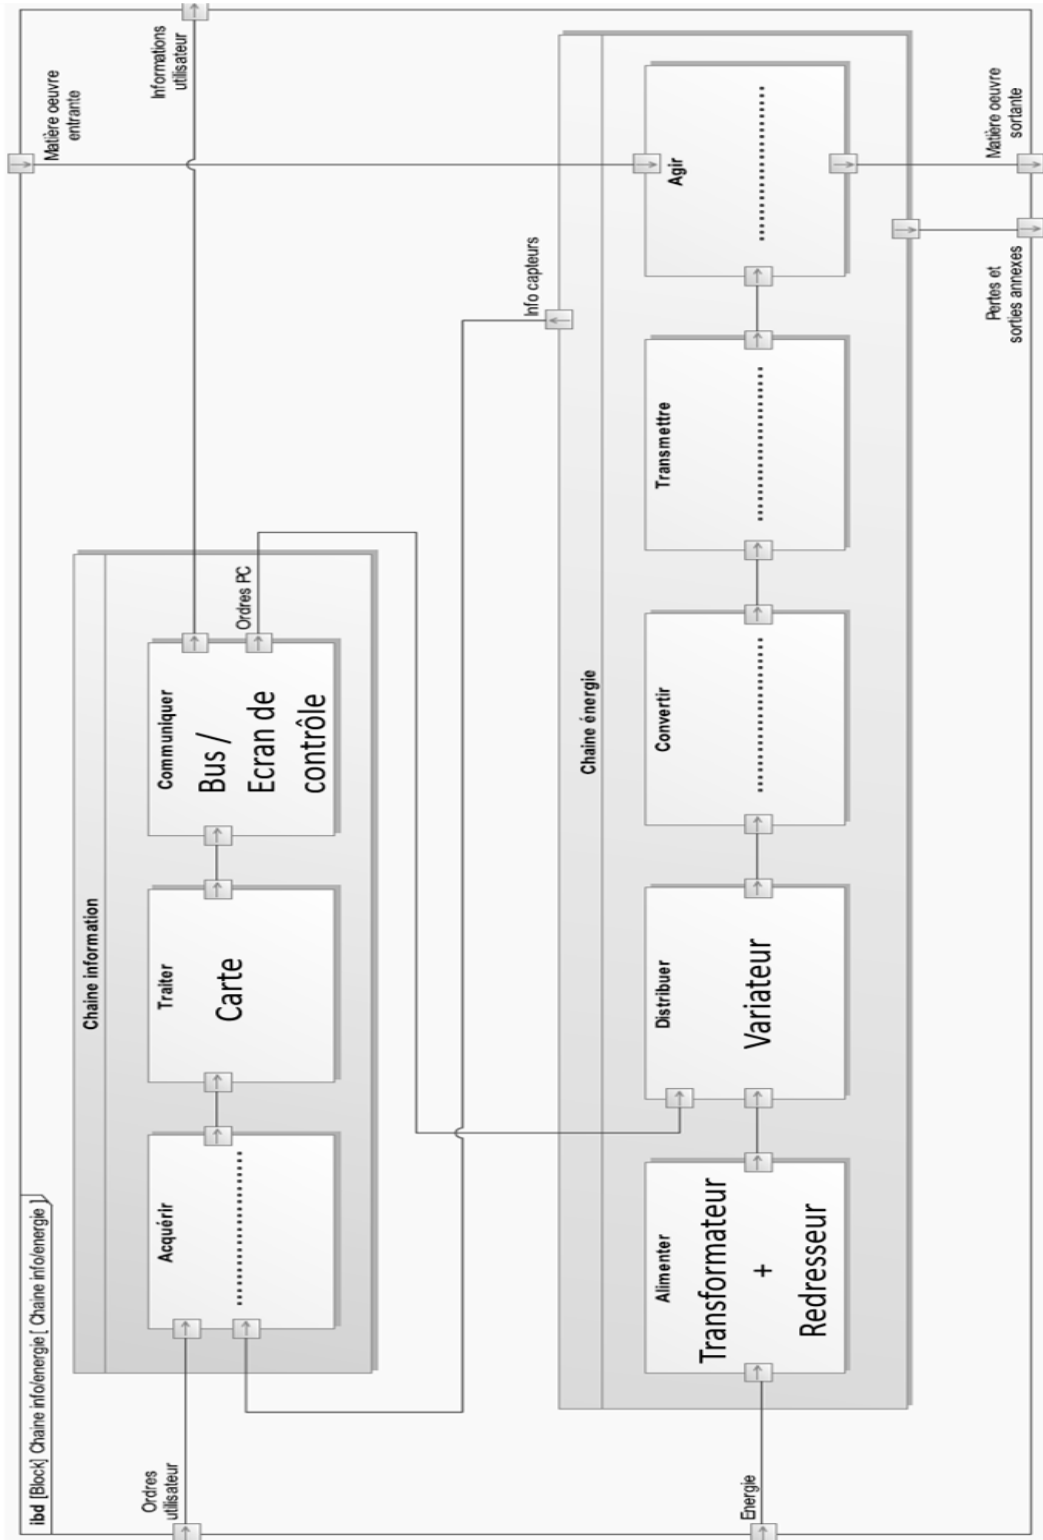 ibd [Block] Chaine info/energie [ Chaine info/energie ]
Ordres
utilisateur
Chaine information
Acquérir
................................
Traiter
Carte
Communiquer
Bus /
Ecran de
contrôle
Ordres PC
Informations
utilisateur
Matière oeuvre
entrante
Info capteurs
Energie
Chaine énergie
Alimenter
Transformateur
+
Redresseur
Distribuer
Variateur
Convertir
................................
Transmettre
................................
Agir
................................
Pertes et
sorties annexes
Matière oeuvre
sortante